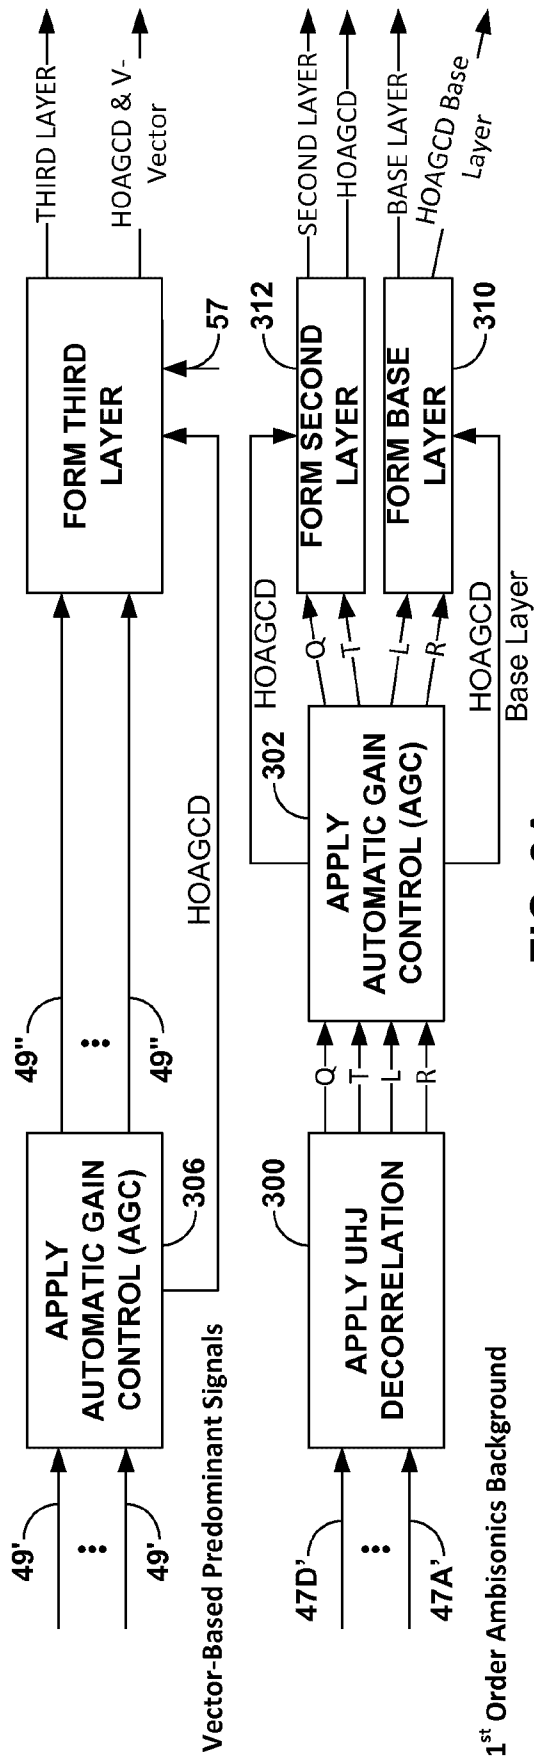 49'
49'
APPLY
AUTOMATIC GAIN
CONTROL (AGC)
306
49"
49"
HOAGCD
FORM THIRD
LAYER
57
THIRD LAYER
HOAGCD & V-
Vector
Vector-Based Predominant Signals
47D'
47A'
APPLY UHJ
DECORRELATION
300
Q
T
L
R
APPLY
AUTOMATIC GAIN
CONTROL (AGC)
302
HOAGCD
Q
T
L
R
HOAGCD
Base Layer
FORM SECOND
LAYER
312
FORM BASE
LAYER
310
SECOND LAYER
HOAGCD
BASE LAYER
HOAGCD Base
Layer
1st Order Ambisonics Background